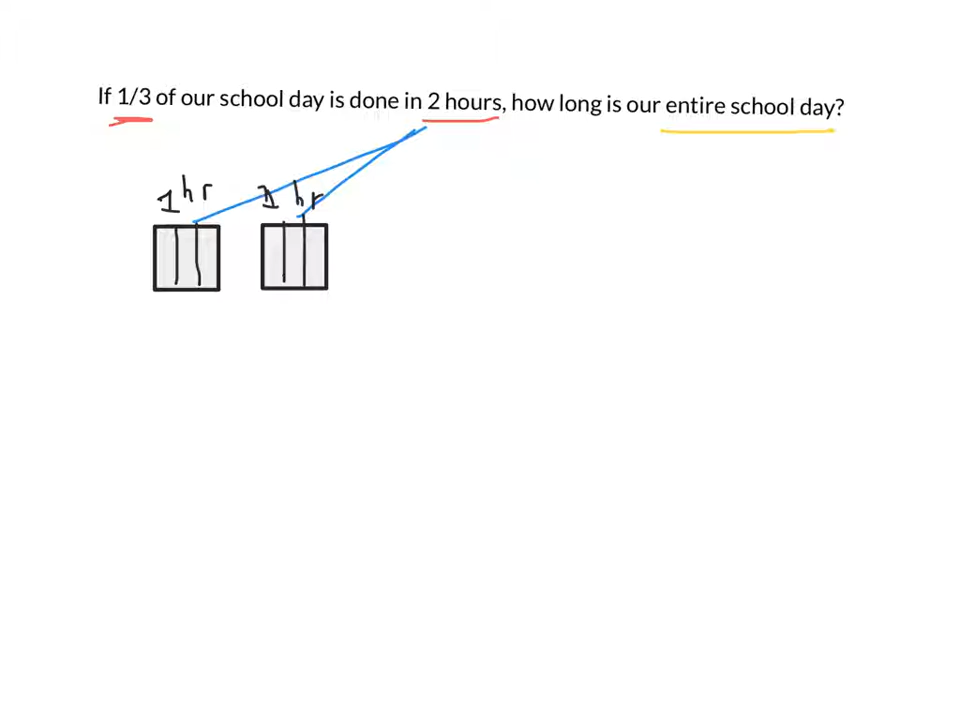 If 1/3 of our school day is done in 2 hours, how long is our entire school day?
1 hr 1 hr